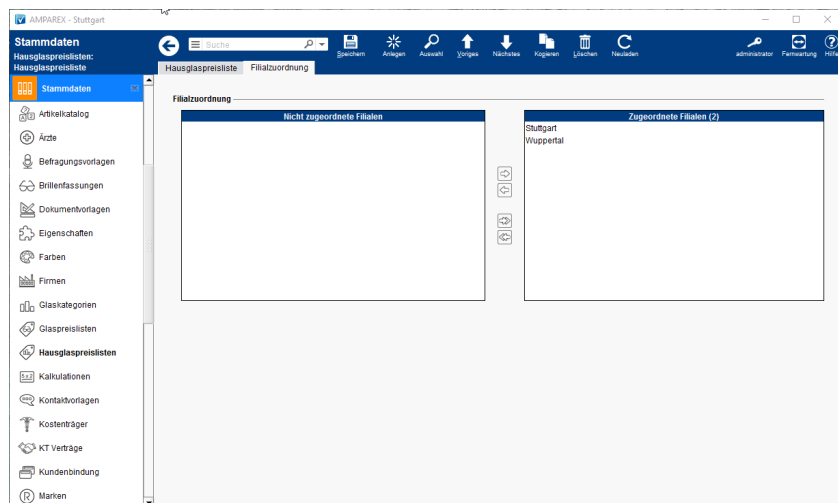 AMPAREX - Stuttgart
Stammdaten
Hausglaspreislisten:
Hausglaspreisliste
Suche
Speichern
Anlegen
Auswahl
Voriges
Nächstes
Kopieren
Löschen
Neuladen
administrator
Fernwartung
Hilfe
Hausglaspreisliste
Filialzuordnung
Stammdaten
Artikelkatalog
Ärzte
Befragungsvorlagen
Brillenfassungen
Dokumentvorlagen
Eigenschaften
Farben
Firmen
Glaskategorien
Glaspreislisten
Hausglaspreislisten
Kalkulationen
Kontaktvorlagen
Kostenträger
KT Verträge
Kundenbindung
Marken
Filialzuordnung
Nicht zugeordnete Filialen
Zugeordnete Filialen (2)
Stuttgart
Wuppertal